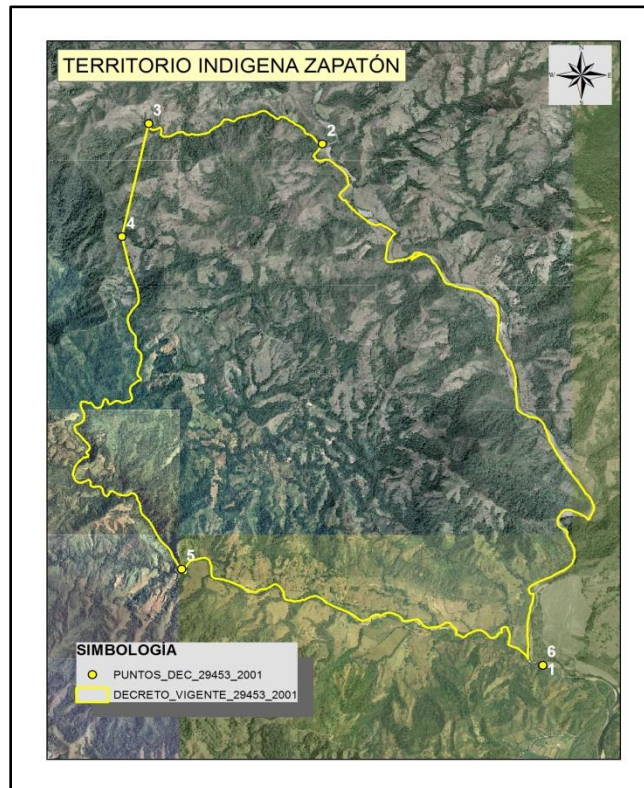 TERRITORIO INDIGENA ZAPATÓN
N
W
E
S
3
2
4
5
6
1
SIMBOLOGÍA
PUNTOS_DEC_29453_2001
DECRETO_VIGENTE_29453_2001